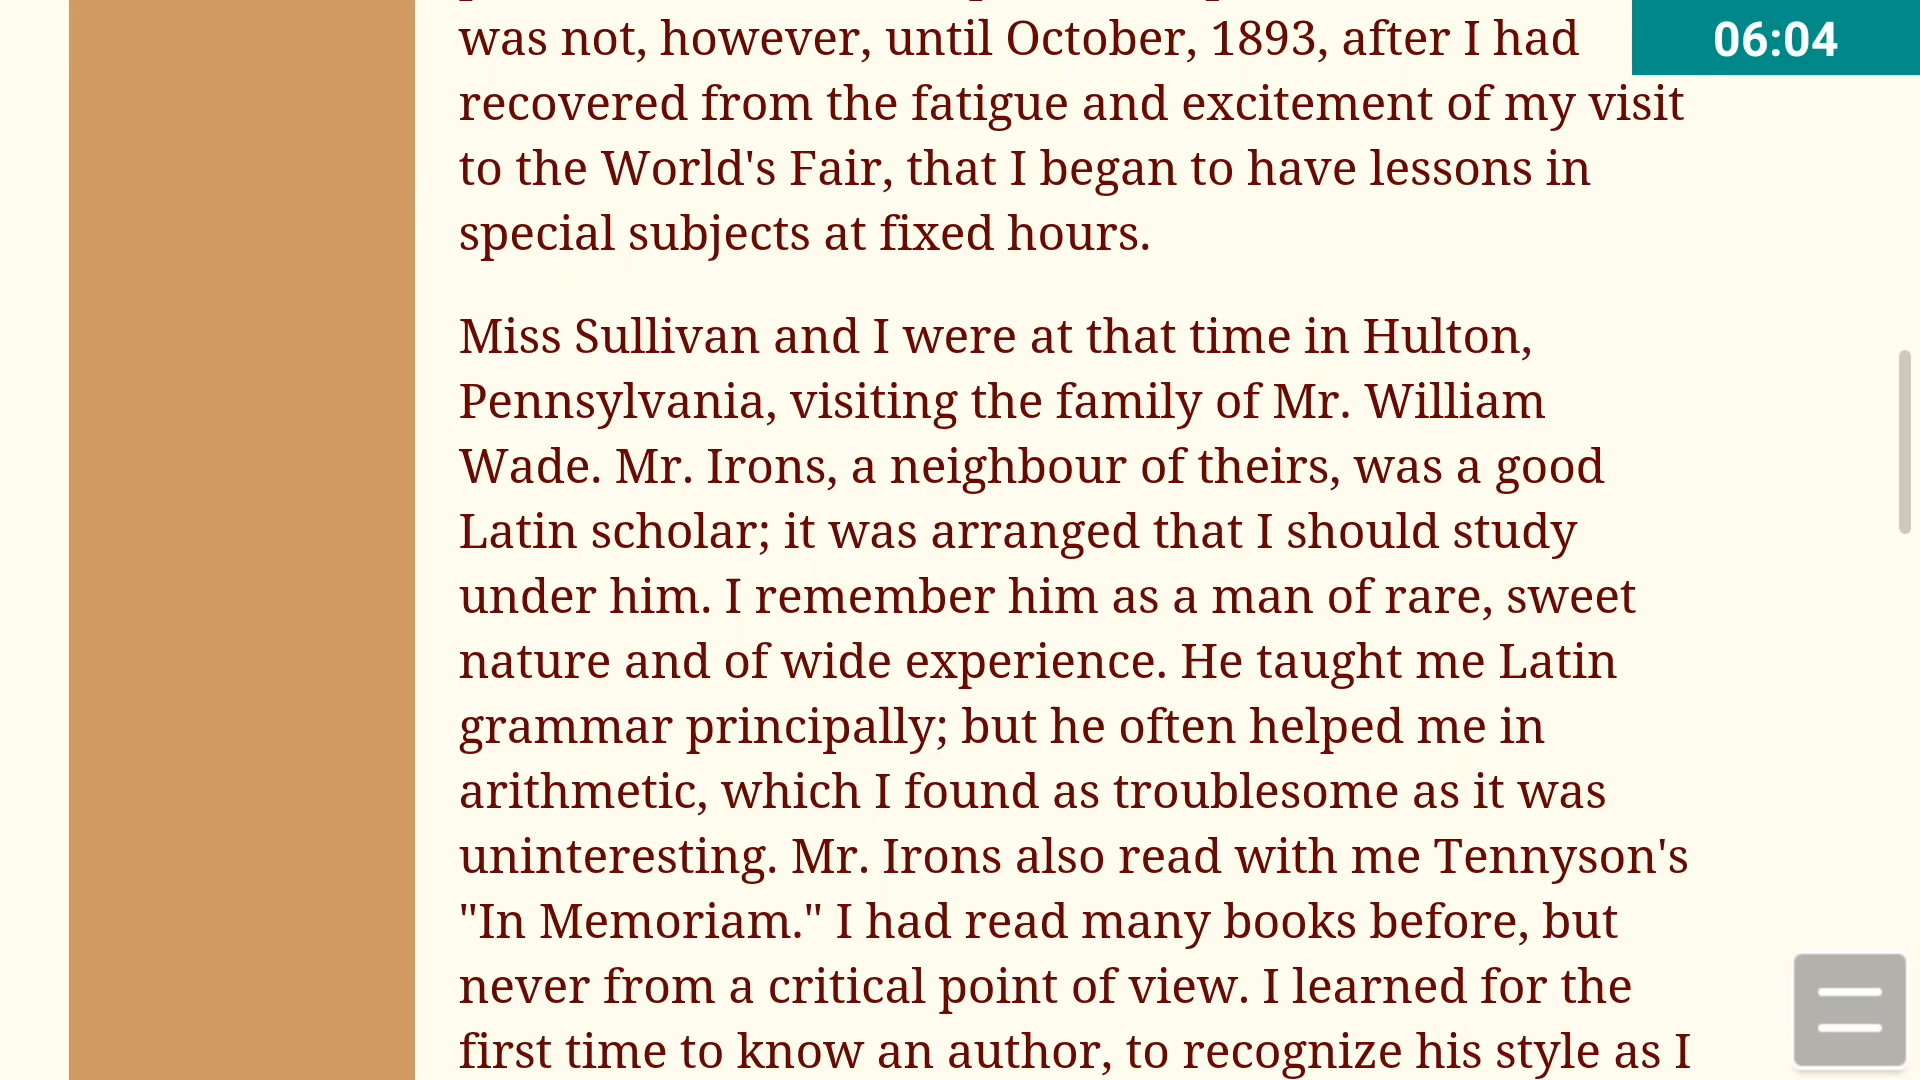 was not, however, until October, 1893, after I had
06:04
recovered from the fatigue and excitement of my visit
to the World's Fair, that I began to have lessons in
special subjects at fixed hours.
Miss Sullivan and I were at that time in Hulton,
Pennsylvania, visiting the family of Mr. William
Wade. Mr. Irons, a neighbour of theirs, was a good
Latin scholar; it was arranged that I should study
under him. I remember him as a man of rare, sweet
nature and of wide experience. He taught me Latin
grammar principally; but he often helped me in
arithmetic, which I found as troublesome as it was
uninteresting. Mr. Irons also read with me Tennyson's
"In Memoriam." I had read many books before, but
never from a critical point of view. I learned for the
first time to know an author, to recognize his style as I